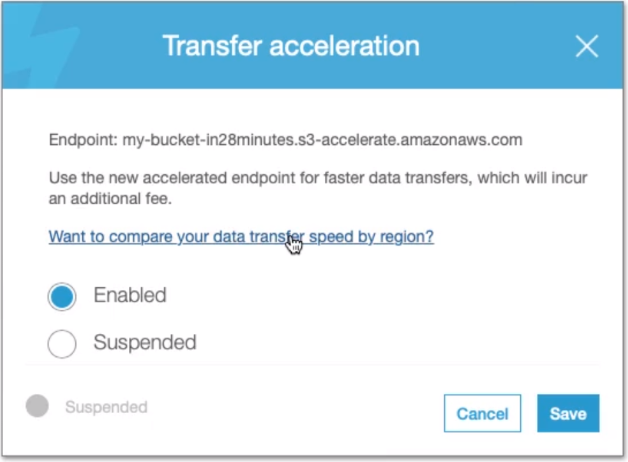 Transfer acceleration
Endpoint: my-bucket-in28minutes.s3-accelerate.amazonaws.com
Use the new accelerated endpoint for faster data transfers, which will incur
an additional fee.
Want to compare your data transfer speed by region?
Enabled
Suspended
Suspended
Cancel
Save